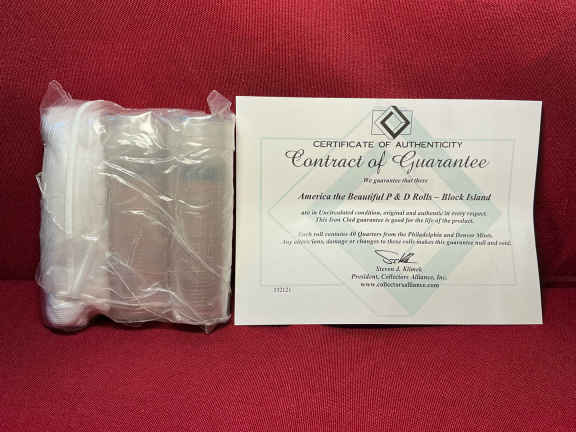 CERTIFICATE OF AUTHENTICITY
Contract of Guarantee
We guarantee that these
America the Beautiful P & D Rolls – Block Island
are in Uncirculated condition, original and authentic in every respect.
This Iron Clad guarantee is good for the life of the product.
Each roll contains 40 Quarters from the Philadelphia and Denver Mints.
Any alterations, damage or changes to these rolls makes this guarantee null and void.
Steven J. Klimek
President, Collectors Alliance, Inc.
www.collectorsalliance.com